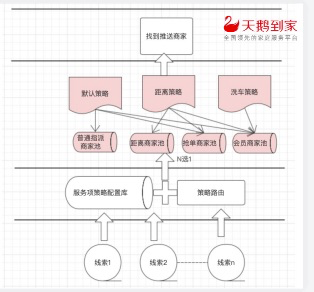 天鹅到家
全国领先的家庭服务平台
找到推送商家
默认策略
距离策略
洗车策略
普通指派
商家池
距离商家池
抢单商家池
会员商家池
N选1
服务项策略配置库
策略路由
线索1
线索2
线索n